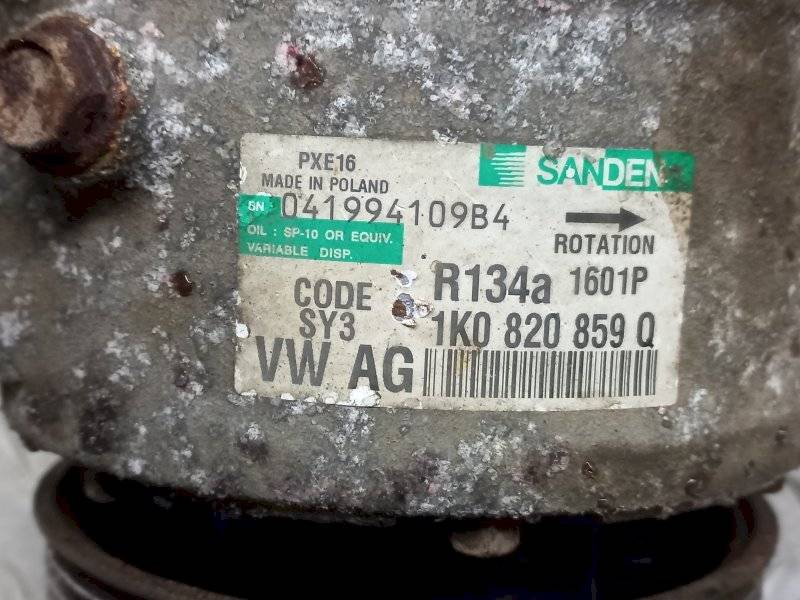 PXE16
SANDEN
MADE IN POLAND
SN 041994109B4
OIL : SP-10 OR EQUIV.
VARIABLE DISP.
ROTATION
R134a 1601P
CODE
SY3
1K0 820 859 Q
VW AG